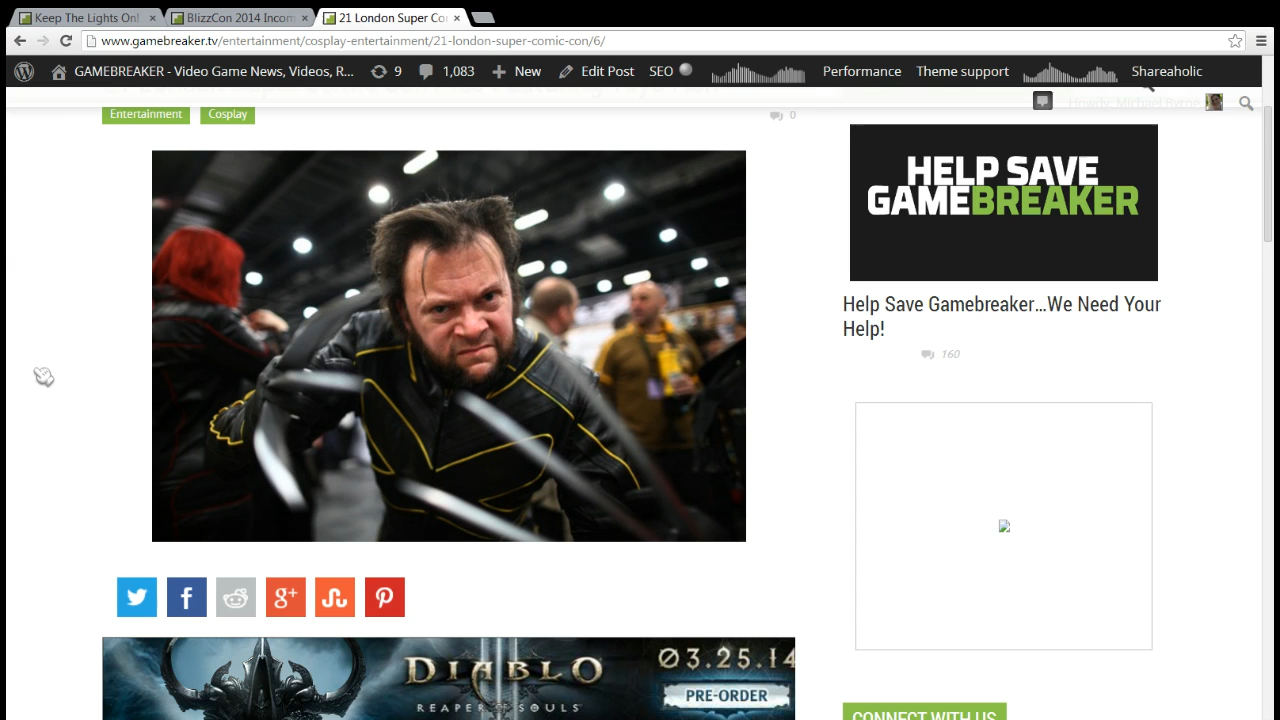 Keep The Lights On!
BlizzCon 2014 Incom
21 London Super Co
www.gamebreaker.tv/entertainment/cosplay-entertainment/21-london-super-comic-con/6/
GAMEBREAKER - Video Game News, Videos, R...
9
1,083
New
Edit Post
SEO
Performance
Theme support
Shareaholic
Howdy, Michael Byrne
Entertainment
Cosplay
0
HELP SAVE
GAMEBREAKER
Help Save Gamebreaker...We Need Your
Help!
160
DIABLO
REAPER OF SOULS
03.25.14
PRE-ORDER
CONNECT WITH US